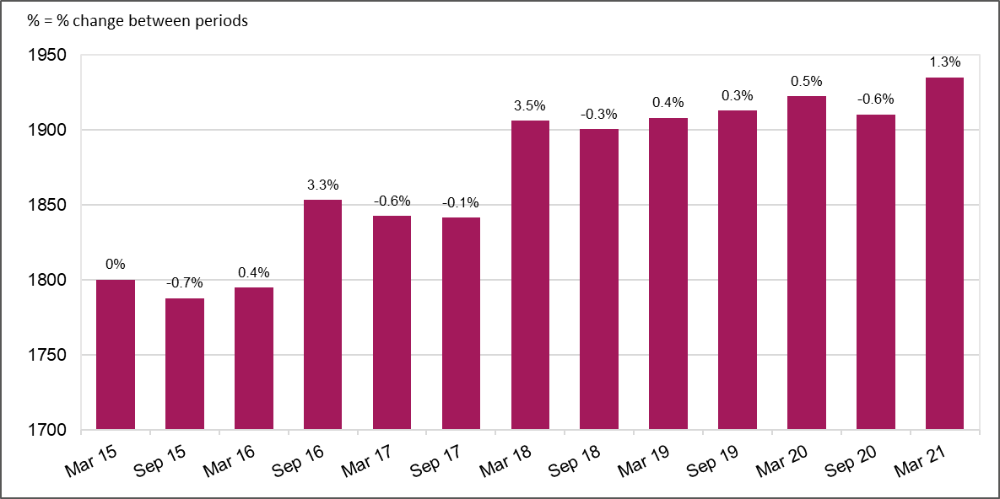 % = % change between periods
1950
1900
1850
1800
1750
1700
0%
-0.7%
0.4%
3.3%
-0.6%
-0.1%
3.5%
-0.3%
0.4%
0.3%
0.5%
-0.6%
1.3%
Mar 15
Sep 15
Mar 16
Sep 16
Mar 17
Sep 17
Mar 18
Sep 18
Mar 19
Sep 19
Mar 20
Sep 20
Mar 21